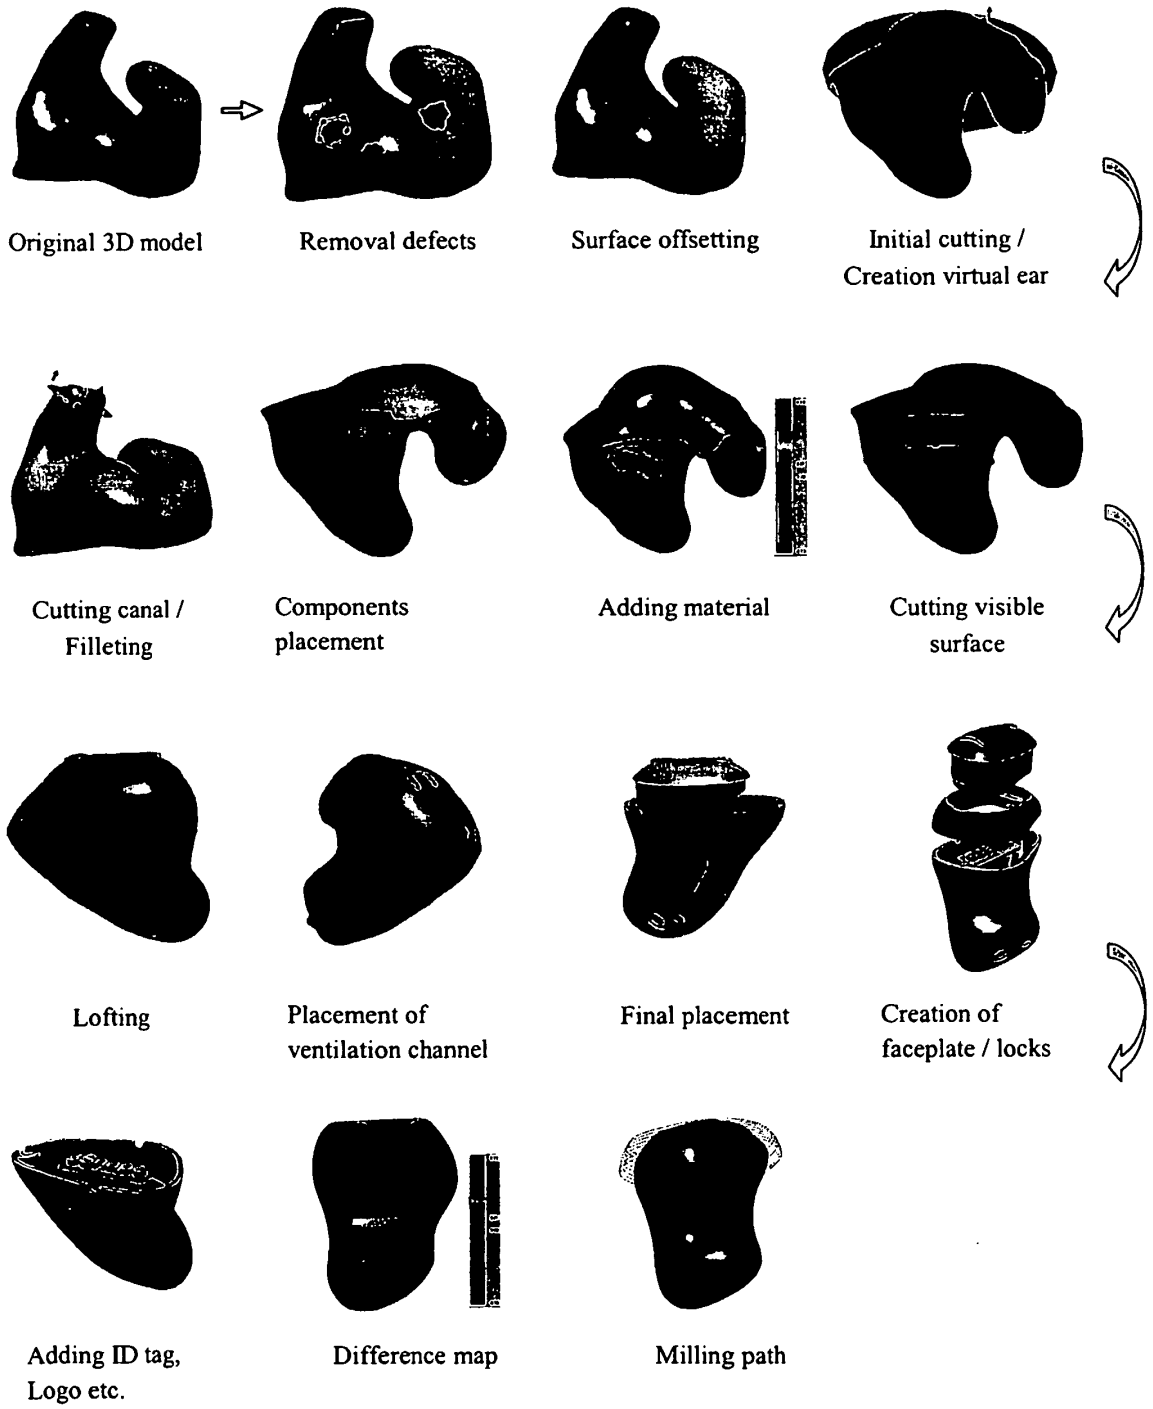 Original 3D model
Removal defects
Surface offsetting
Initial cutting /
Creation virtual ear
Cutting canal /
Filleting
Components
placement
Adding material
Cutting visible
surface
Lofting
Placement of
ventilation channel
Final placement
Creation of
faceplate / locks
Adding ID tag,
Logo etc.
Difference map
Milling path